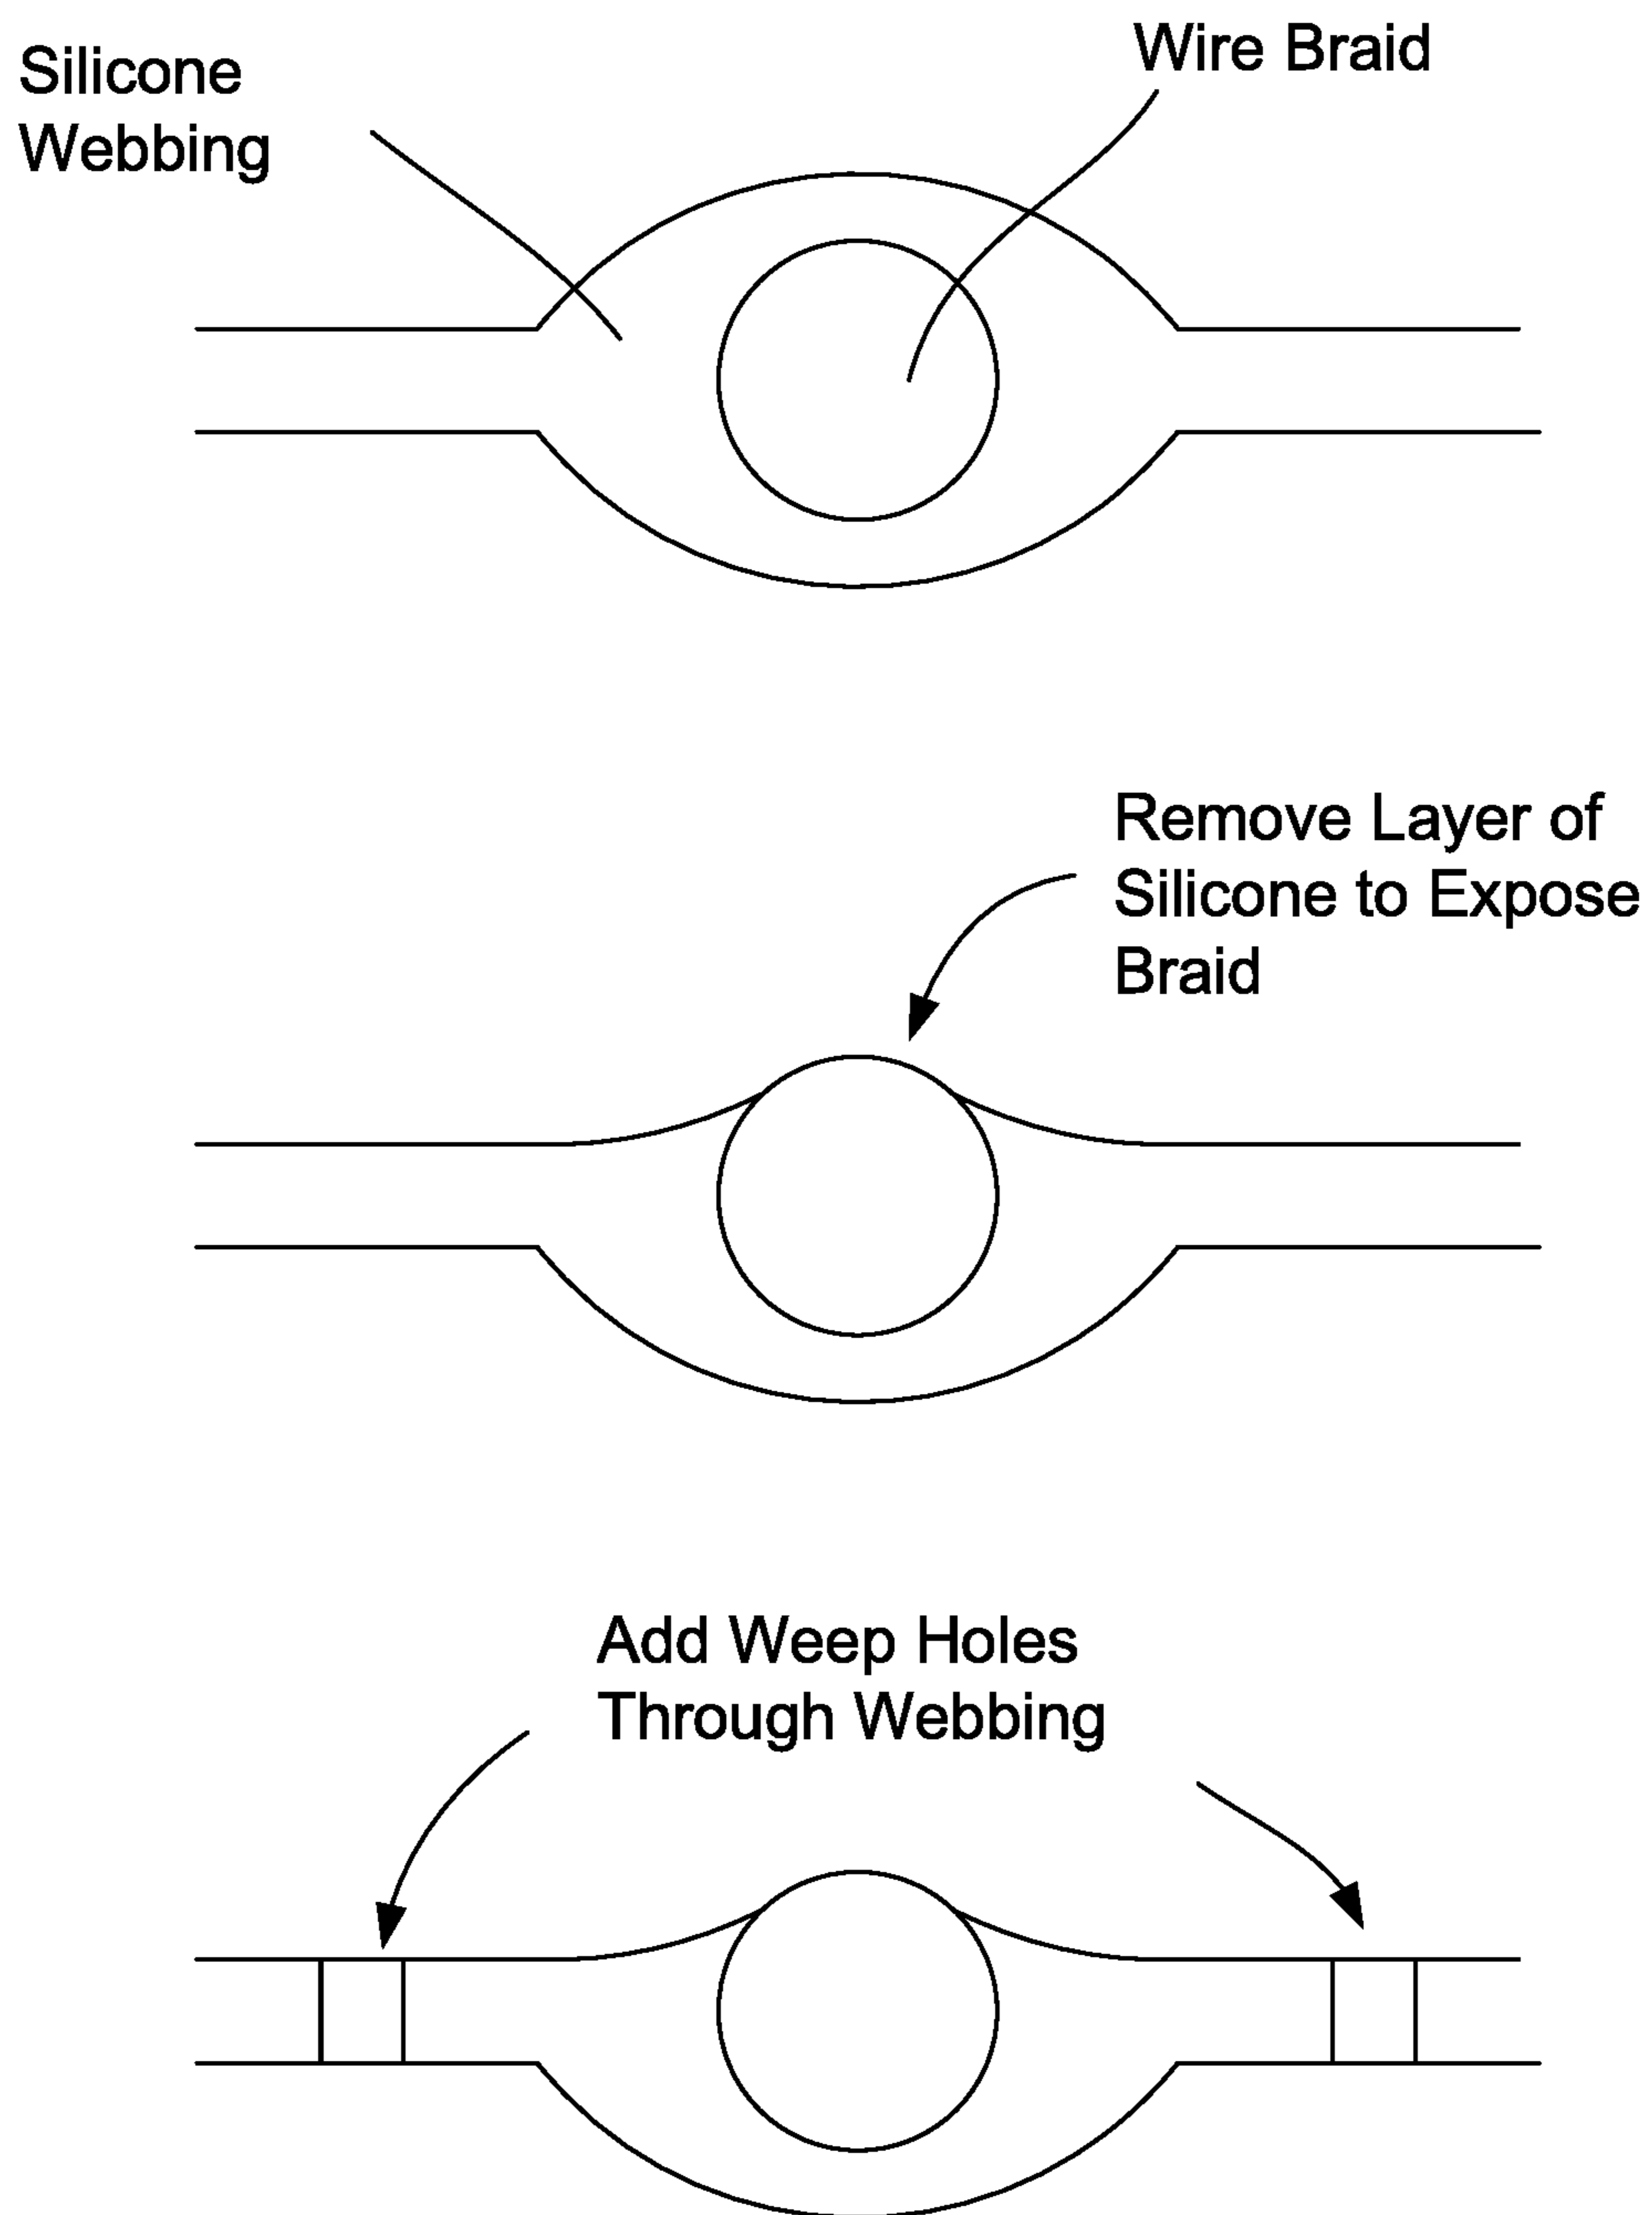 Silicone
Webbing
Wire Braid
Remove Layer of
Silicone to Expose
Braid
Add Weep Holes
Through Webbing